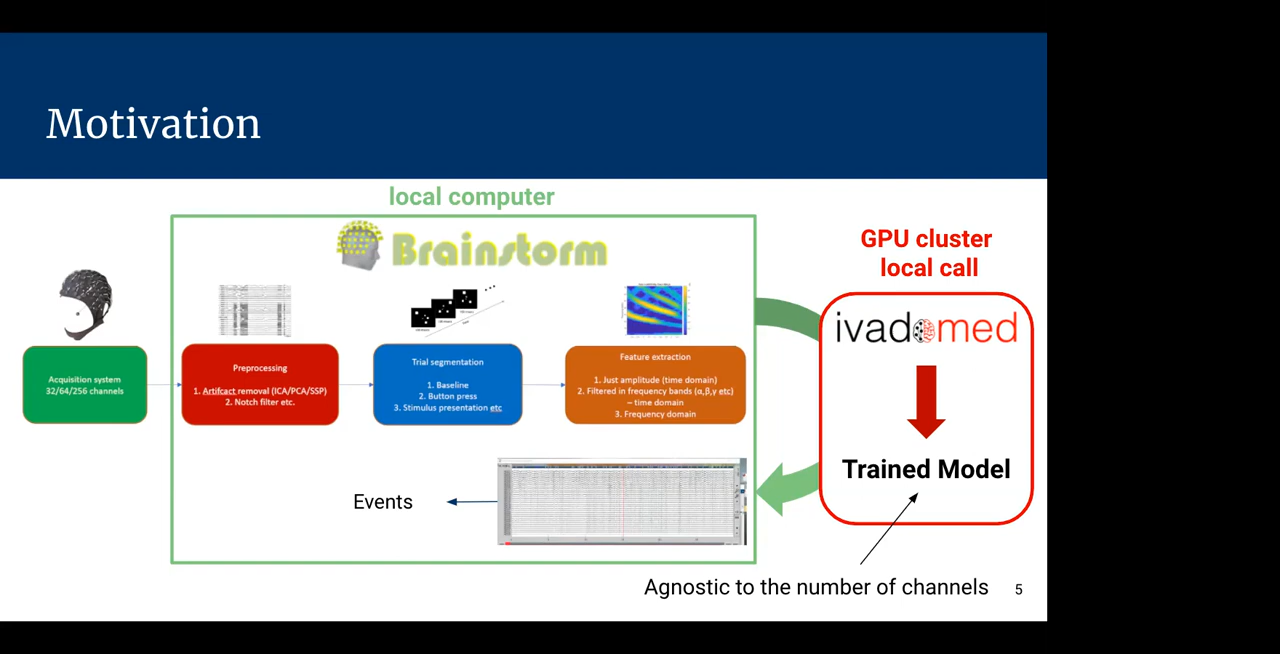 Motivation
local computer
Brainstorm
GPU cluster
local call
ivadomed
Acquisition system
32/64/256 channels
Preprocessing
1. Artifcact removal (ICA/PCA/SSP)
2. Notch filter etc.
Trial segmentation
1. Baseline
2. Button press
3. Stimulus presentation etc
Feature extraction
1. Just amplitude (time domain)
2. Filtered in frequency bands (α,β,γ etc)
– time domain
3. Frequency domain
Trained Model
Events
Agnostic to the number of channels
5